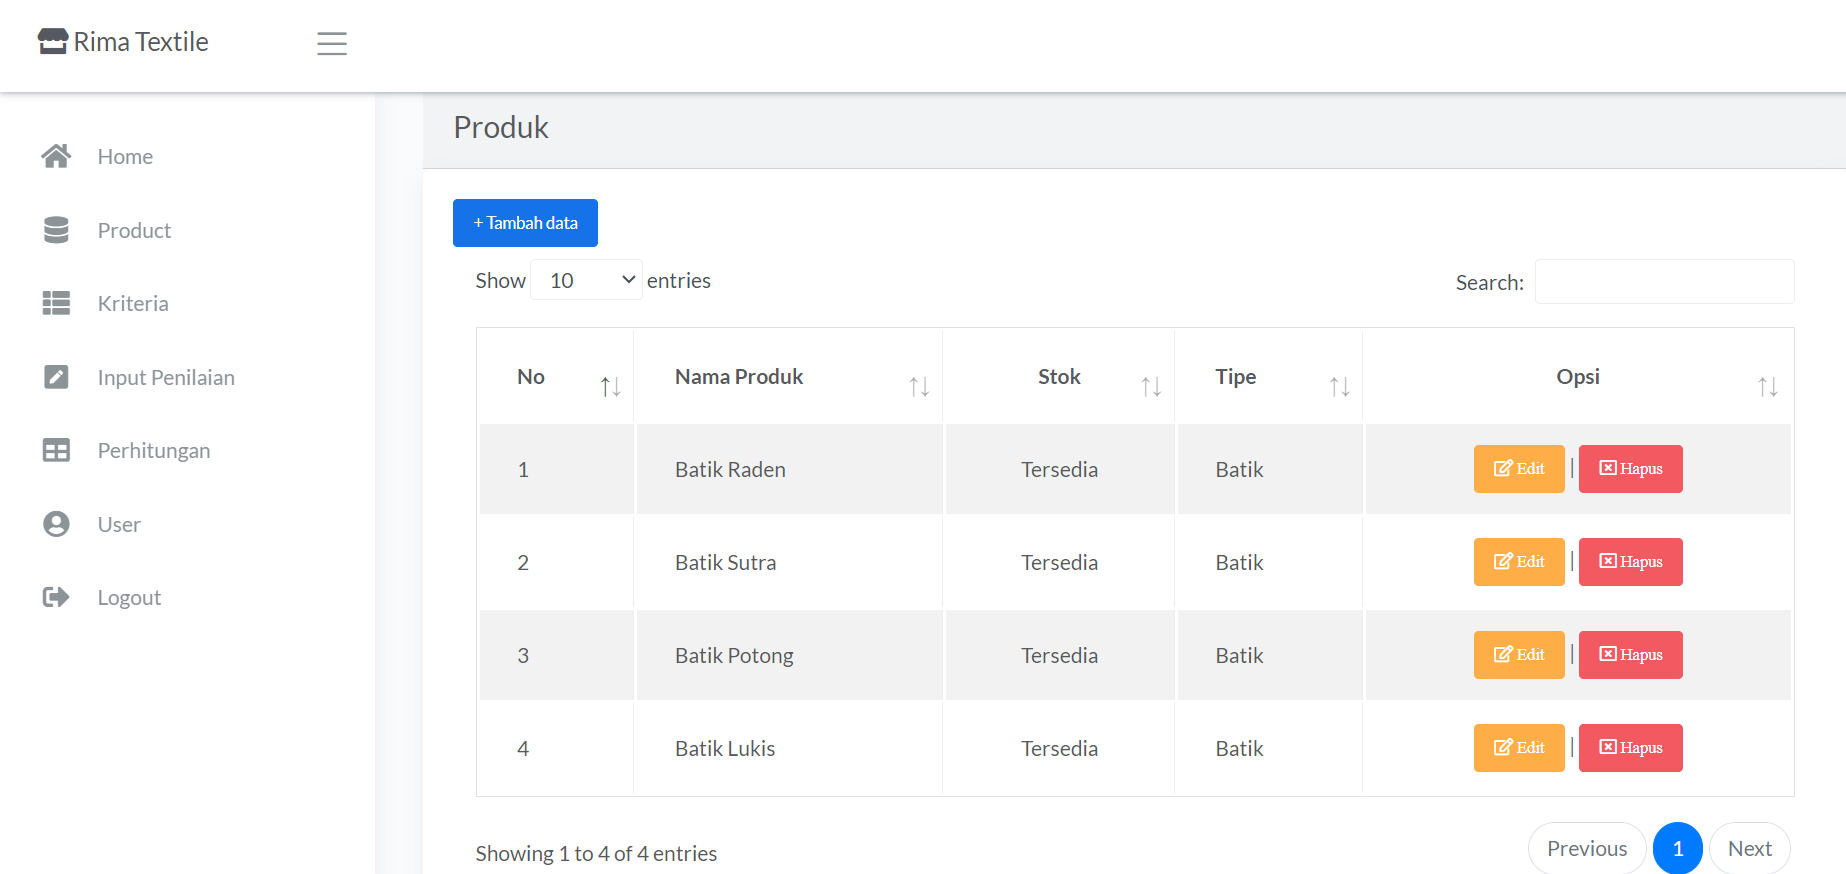 Rima Textile
Home
Product
Kriteria
Input Penilaian
Perhitungan
User
Logout
Produk
+ Tambah data
Show 10 entries
Search:
No Nama Produk Stok Tipe Opsi
1 Batik Raden Tersedia Batik Edit | Hapus
2 Batik Sutra Tersedia Batik Edit | Hapus
3 Batik Potong Tersedia Batik Edit | Hapus
4 Batik Lukis Tersedia Batik Edit | Hapus
Showing 1 to 4 of 4 entries
Previous 1 Next